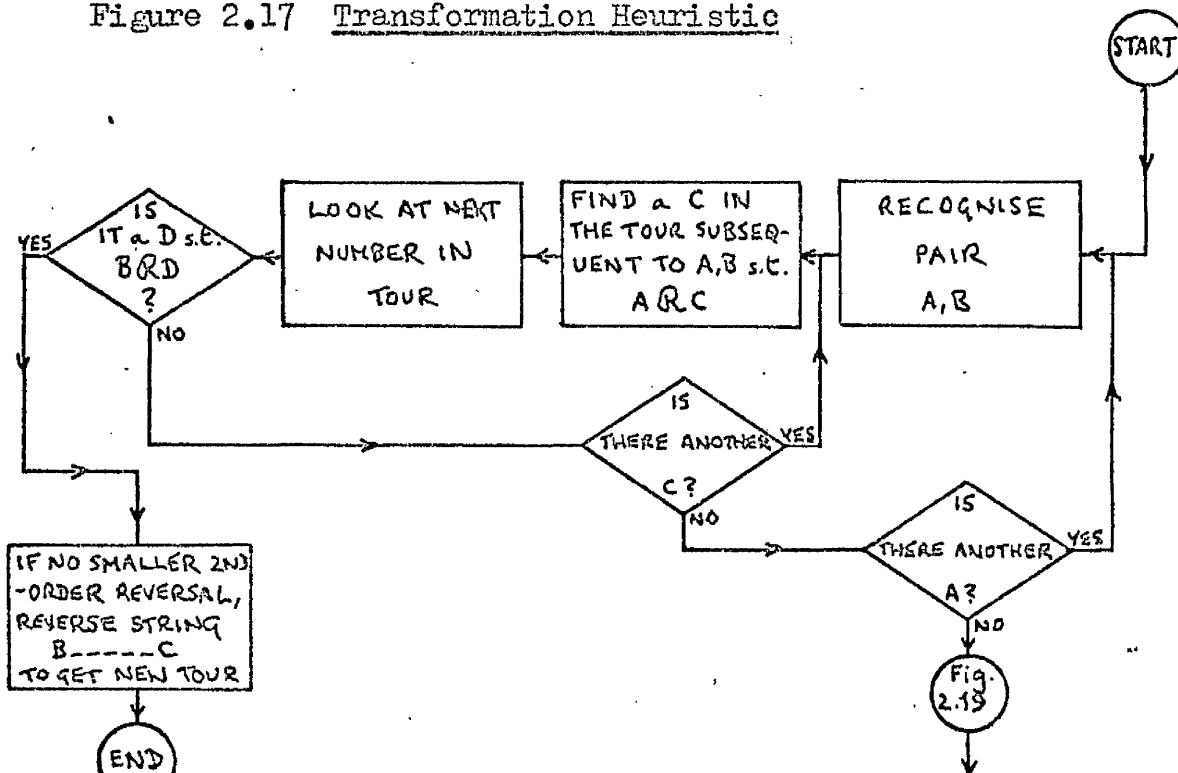 Figure 2.17 Transformation Heuristic
START
RECOGNISE
PAIR
A,B
FIND a C IN
THE TOUR SUBSEQ-
UENT TO A,B s.t.
A R C
LOOK AT NEXT
NUMBER IN
TOUR
IS
IT a D s.t.
B R D
?
YES
NO
IS
THERE ANOTHER
C?
YES
NO
IS
THERE ANOTHER
A?
YES
NO
IF NO SMALLER 2ND
-ORDER REVERSAL,
REVERSE STRING
B-----C
TO GET NEW TOUR
END
Fig.
2.19